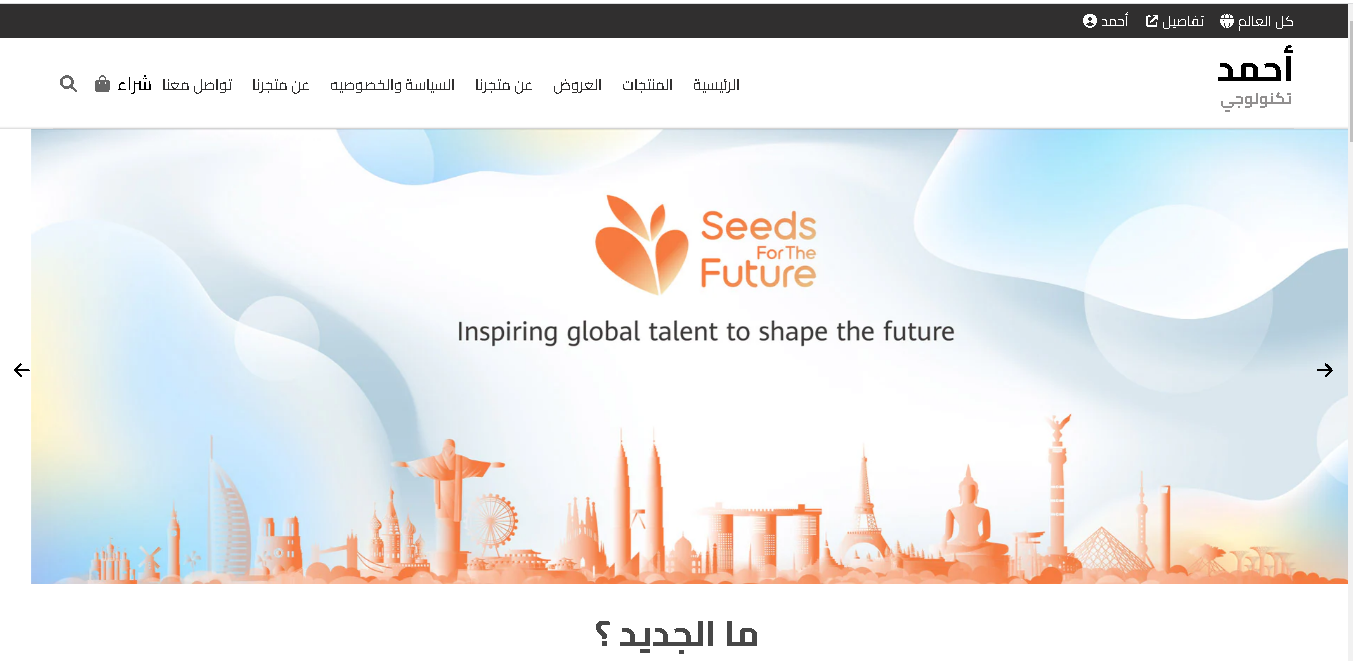 كل العالم تفاصيل أحمد
أحمد
تكنولوجي
الرئيسية المنتجات العروض عن متجرنا السياسة والخصوصيه عن متجرنا تواصل معنا شراء
Seeds
For The
Future
Inspiring global talent to shape the future
ما الجديد ؟